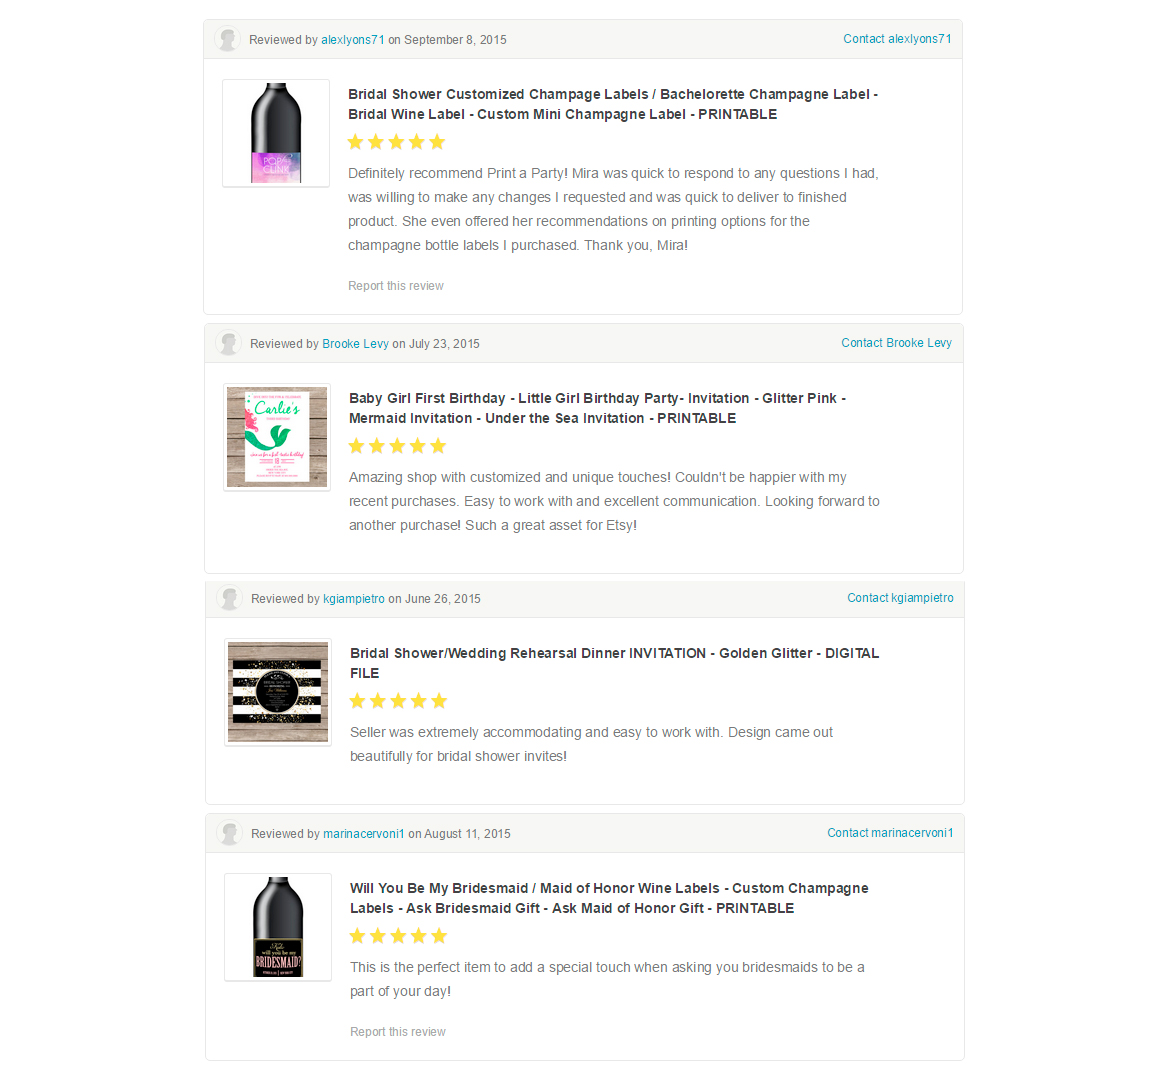 Reviewed by alexlyons71 on September 8, 2015
Contact alexlyons71
Bridal Shower Customized Champage Labels / Bachelorette Champagne Label -
Bridal Wine Label - Custom Mini Champagne Label - PRINTABLE
POP
CLINK
Definitely recommend Print a Party! Mira was quick to respond to any questions I had,
was willing to make any changes I requested and was quick to deliver to finished
product. She even offered her recommendations on printing options for the
champagne bottle labels I purchased. Thank you, Mira!
Report this review
Reviewed by Brooke Levy on July 23, 2015
Contact Brooke Levy
Baby Girl First Birthday - Little Girl Birthday Party- Invitation - Glitter Pink -
Mermaid Invitation - Under the Sea Invitation - PRINTABLE
Carlie's
Amazing shop with customized and unique touches! Couldn't be happier with my
recent purchases. Easy to work with and excellent communication. Looking forward to
another purchase! Such a great asset for Etsy!
Reviewed by kgiampietro on June 26, 2015
Contact kgiampietro
Bridal Shower/Wedding Rehearsal Dinner INVITATION - Golden Glitter - DIGITAL
FILE
BRIDAL SHOWER
Seller was extremely accommodating and easy to work with. Design came out
beautifully for bridal shower invites!
Reviewed by marinacervoni1 on August 11, 2015
Contact marinacervoni1
Will You Be My Bridesmaid / Maid of Honor Wine Labels - Custom Champagne
Labels - Ask Bridesmaid Gift - Ask Maid of Honor Gift - PRINTABLE
will you be my
BRIDESMAID?
This is the perfect item to add a special touch when asking you bridesmaids to be a
part of your day!
Report this review